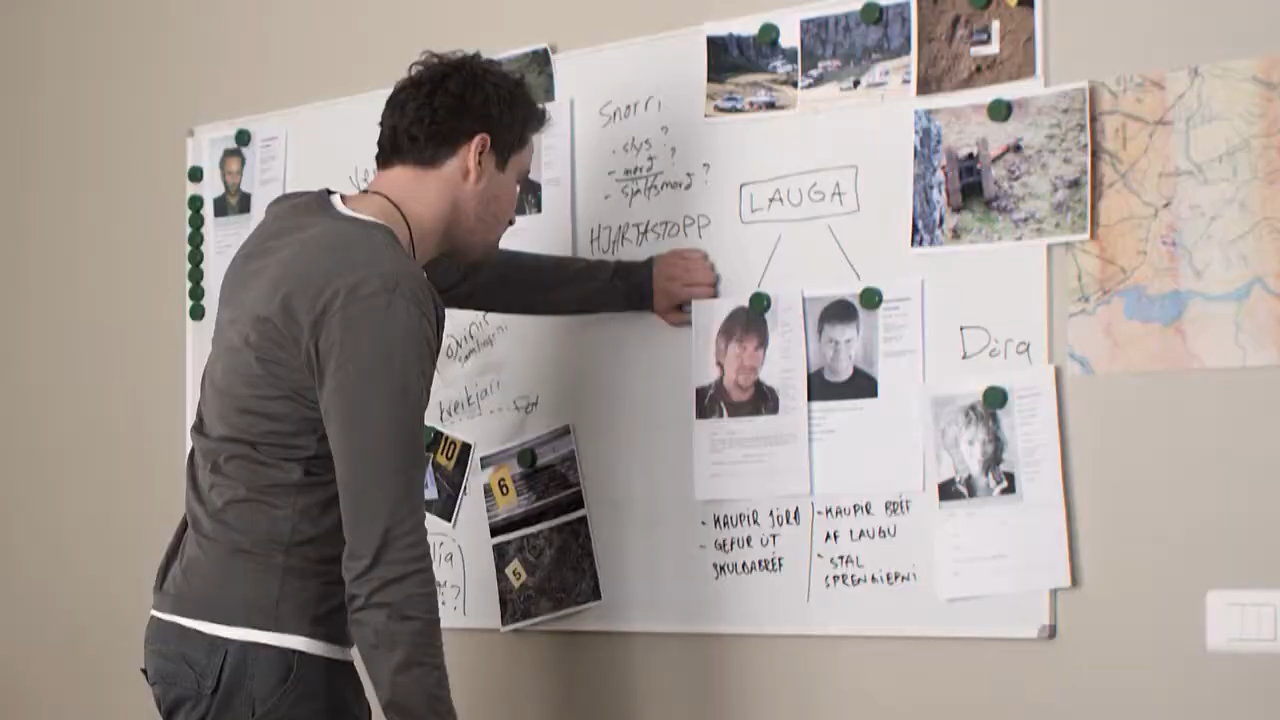 Snorri
- slys?
- morð?
- sjálfsmorð?
HJARTASTOPP
LAUGA
Dóra
kveikjari
10
6
5
- KAUPIR JÖRÐ
- GEFUR ÚT
SKULDABRÉF
- KAUPIR BRÉF
AF LAUGU
- STAL
SPRENGIEFNI